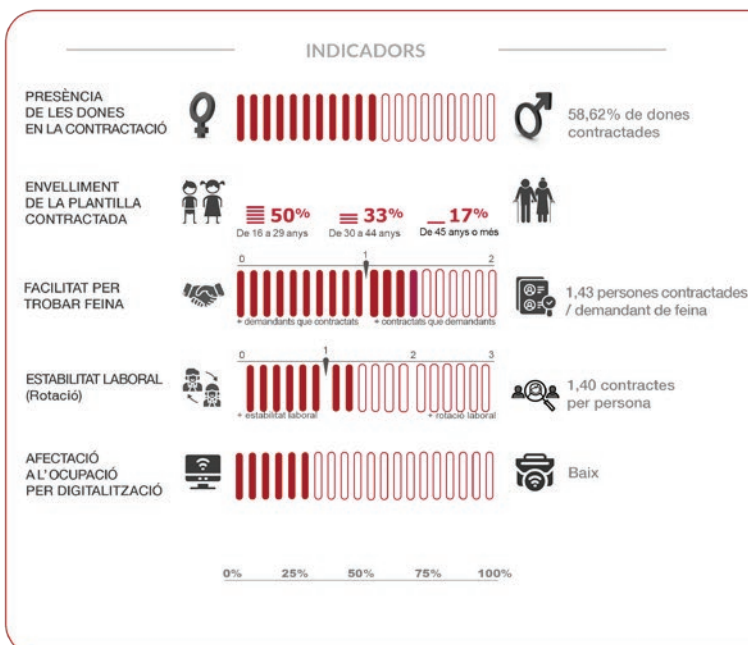 INDICADORS
PRESÈNCIA
DE LES DONES
EN LA CONTRACTACIÓ
58,62% de dones
contractades
ENVELLIMENT
DE LA PLANTILLA
CONTRACTADA
50%
De 16 a 29 anys
33%
De 30 a 44 anys
17%
De 45 anys o més
FACILITAT PER
TROBAR FEINA
0 1 2
+ demandants que contractats
+ contractats que demandants
1,43 persones contractades
/ demandant de feina
ESTABILITAT LABORAL
(Rotació)
0 1 2 3
+ estabilitat laboral
+ rotació laboral
1,40 contractes
per persona
AFECTACIÓ
A L'OCUPACIÓ
PER DIGITALITZACIÓ
Baix
0% 25% 50% 75% 100%